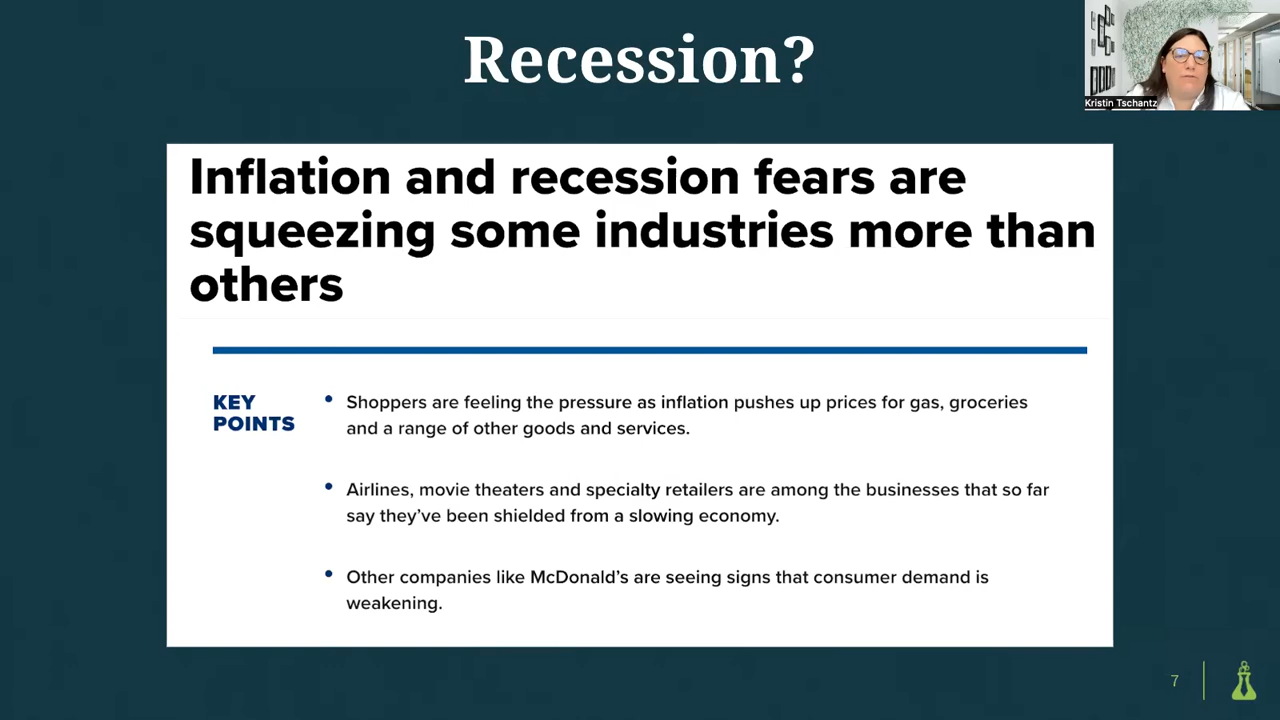 Recession?
Kristin Tschantz
Inflation and recession fears are
squeezing some industries more than
others
KEY
POINTS
• Shoppers are feeling the pressure as inflation pushes up prices for gas, groceries
and a range of other goods and services.
• Airlines, movie theaters and specialty retailers are among the businesses that so far
say they’ve been shielded from a slowing economy.
• Other companies like McDonald’s are seeing signs that consumer demand is
weakening.
7